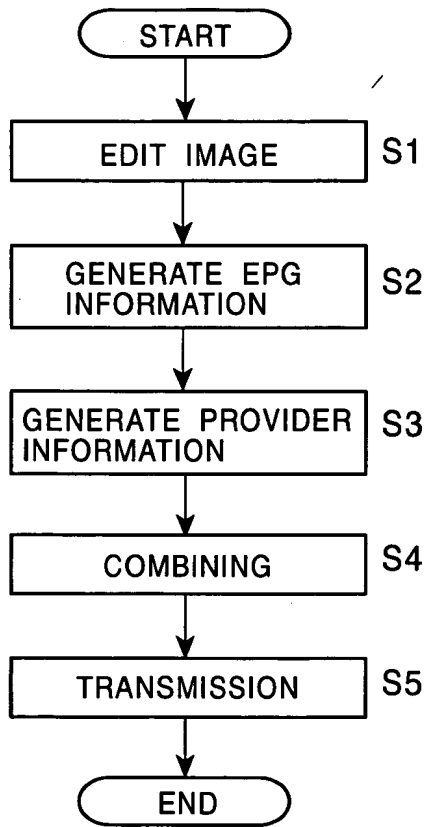 START
EDIT IMAGE S1
GENERATE EPG
INFORMATION S2
GENERATE PROVIDER
INFORMATION S3
COMBINING S4
TRANSMISSION S5
END